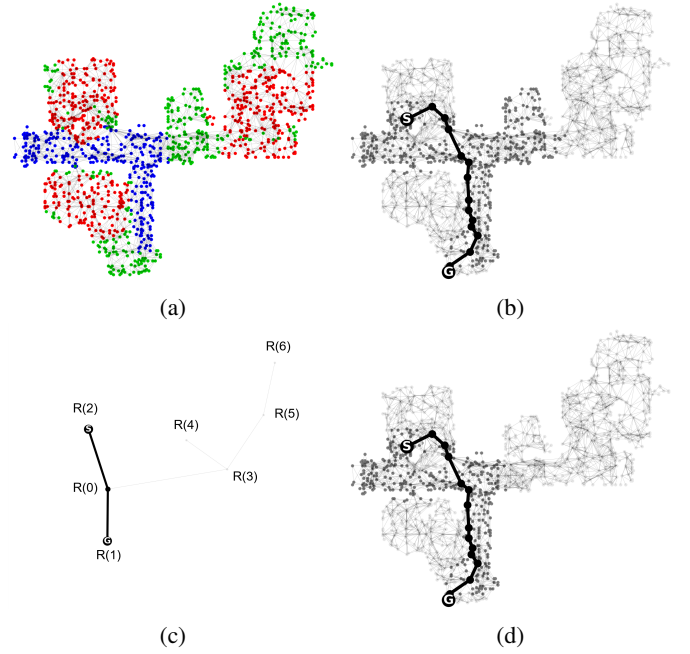 S
G
(a)
(b)
R(6)
R(2)
S
R(4)
R(5)
S
R(0)
R(3)
G
R(1)
G
(c)
(d)